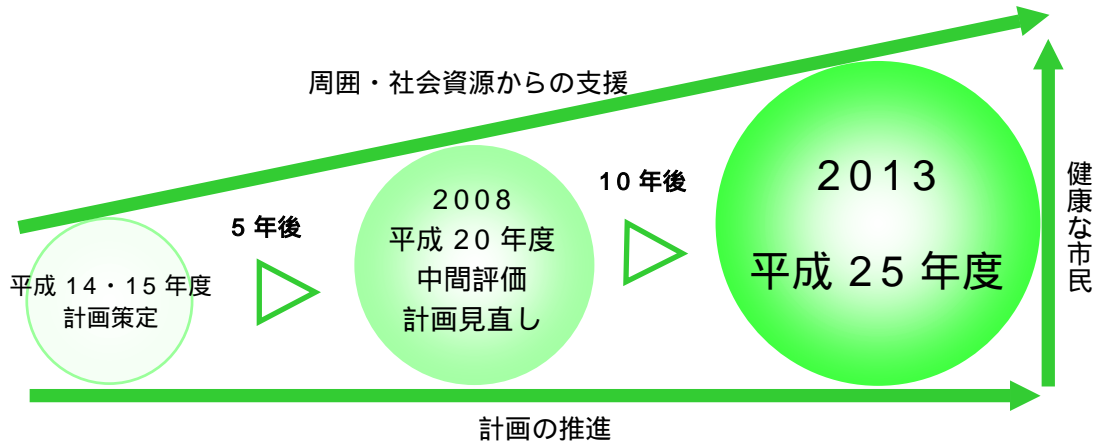 周囲・社会資源からの支援
平成 14・15 年度
計画策定
5 年後
2008
平成 20 年度
中間評価
計画見直し
10 年後
2013
平成 25 年度
健康な市民
計画の推進